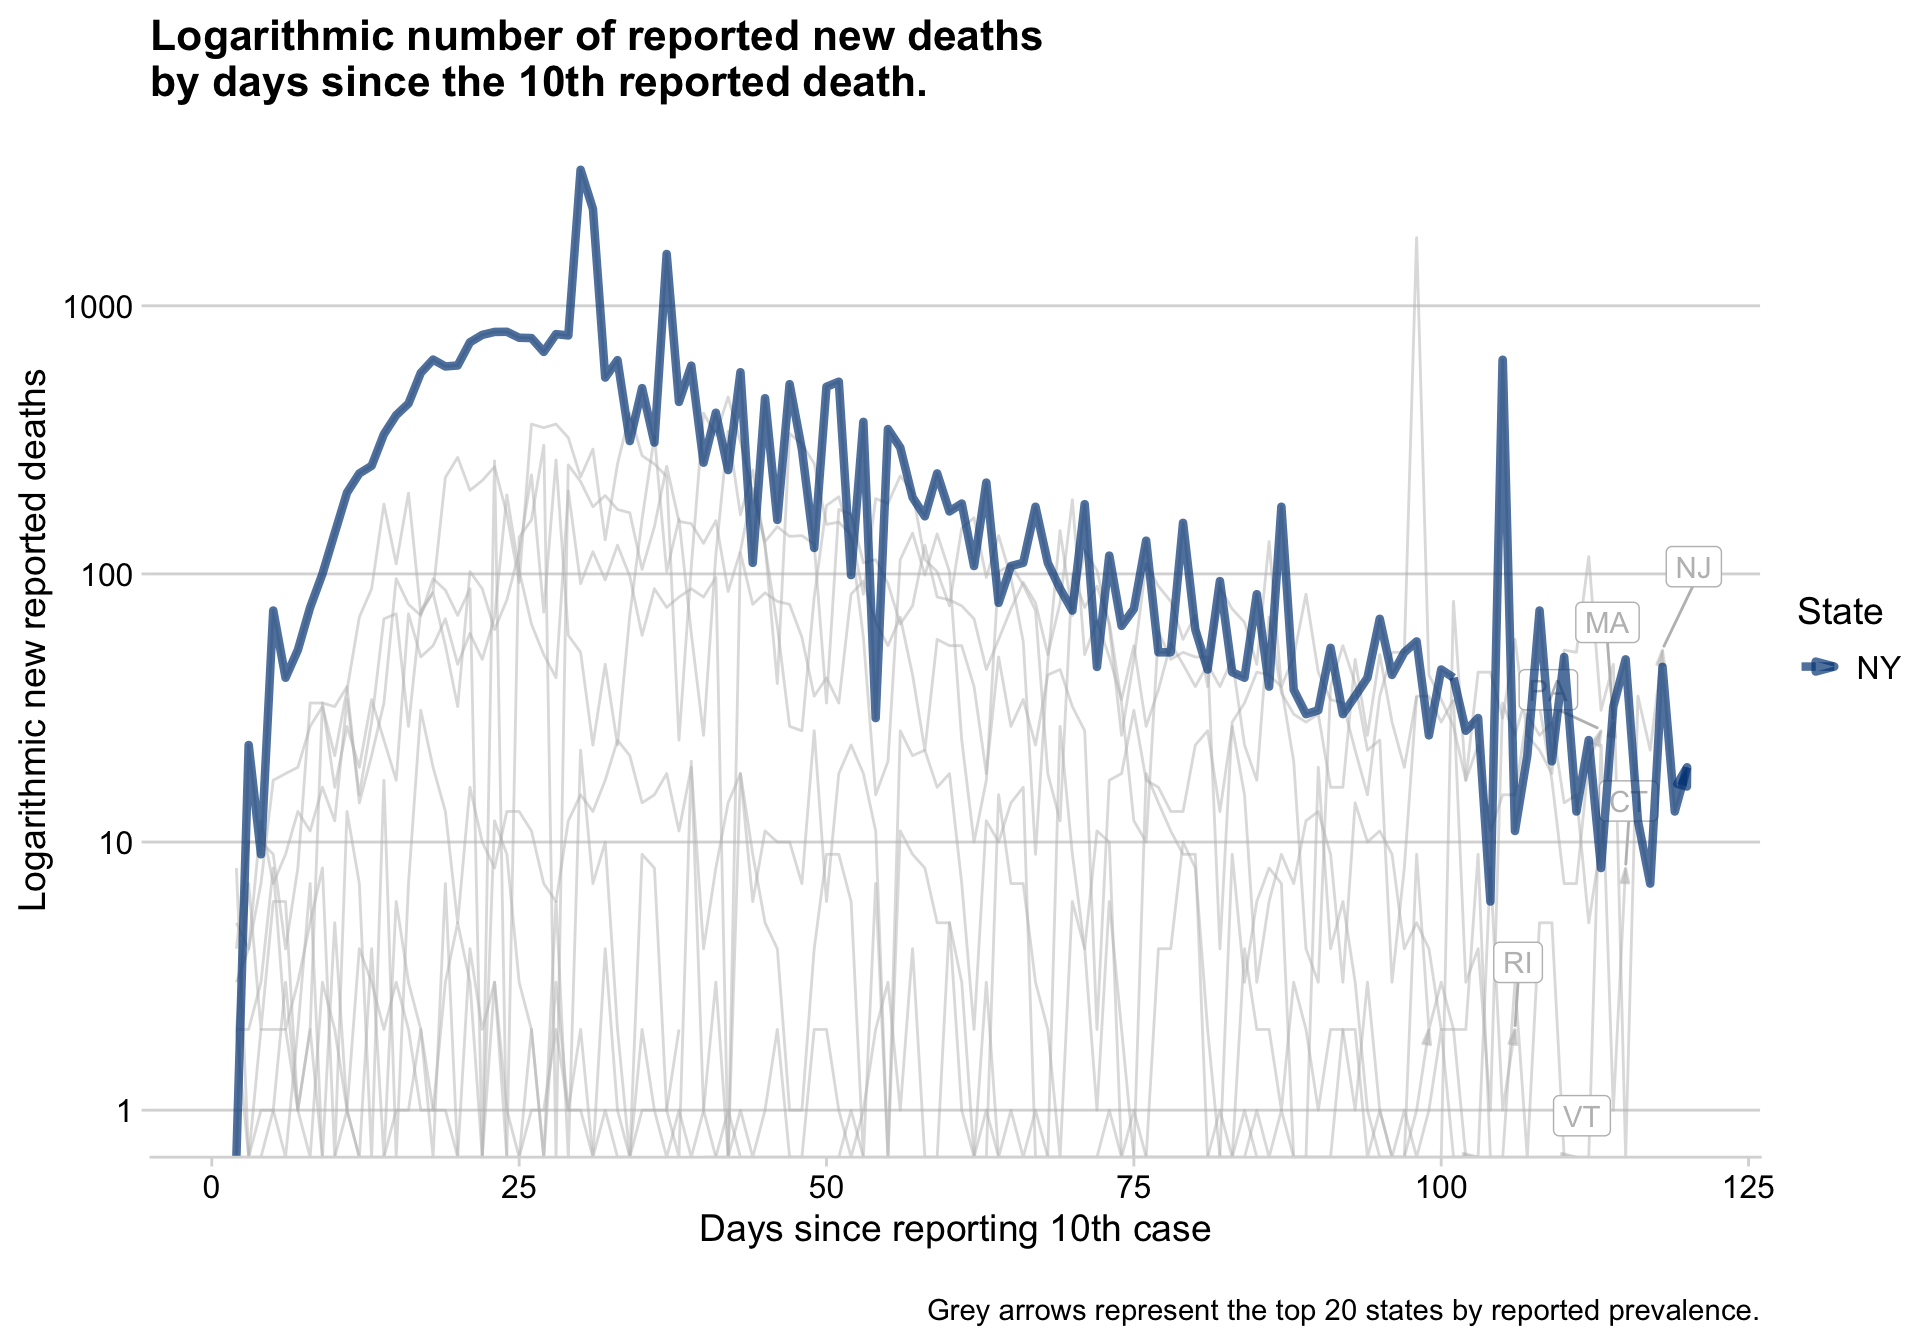 Logarithmic number of reported new deaths
by days since the 10th reported death.
Logarithmic new reported deaths
1000
100
10
1
NJ
MA
PA
CT
RI
VT
State
NY
0
25
50
75
100
125
Days since reporting 10th case
Grey arrows represent the top 20 states by reported prevalence.